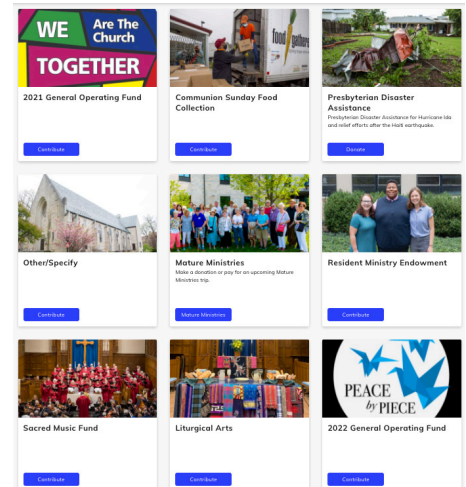 WE Are The
Church
TOGETHER
2021 General Operating Fund
Contribute
food gather
Communion Sunday Food
Collection
Contribute
Presbyterian Disaster
Assistance
Presbyterian Disaster Assistance for Hurricane Ida
and relief efforts after the Haiti earthquake.
Donate
Other/Specify
Contribute
Mature Ministries
Make a donation or pay for an upcoming Mature
Ministries trip.
Mature Ministries
Resident Ministry Endowment
Contribute
Sacred Music Fund
Contribute
Liturgical Arts
Contribute
PEACE
by PIECE
2022 General Operating Fund
Contribute